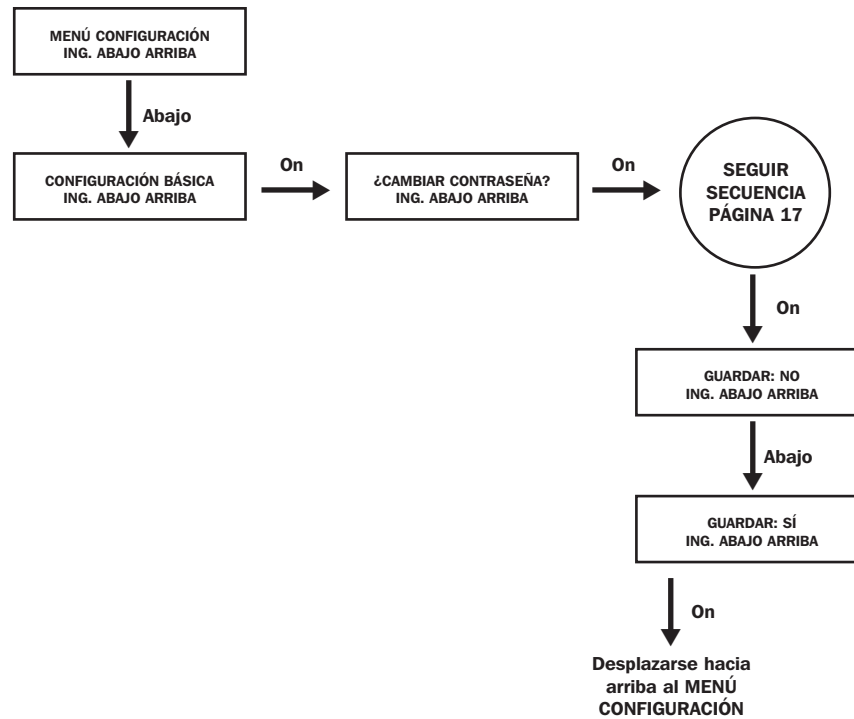 MENÚ CONFIGURACIÓN
ING. ABAJO ARRIBA
Abajo
CONFIGURACIÓN BÁSICA
ING. ABAJO ARRIBA
On
¿CAMBIAR CONTRASEÑA?
ING. ABAJO ARRIBA
On
SEGUIR
SECUENCIA
PÁGINA 17
On
GUARDAR: NO
ING. ABAJO ARRIBA
Abajo
GUARDAR: SÍ
ING. ABAJO ARRIBA
On
Desplazarse hacia
arriba al MENÚ
CONFIGURACIÓN